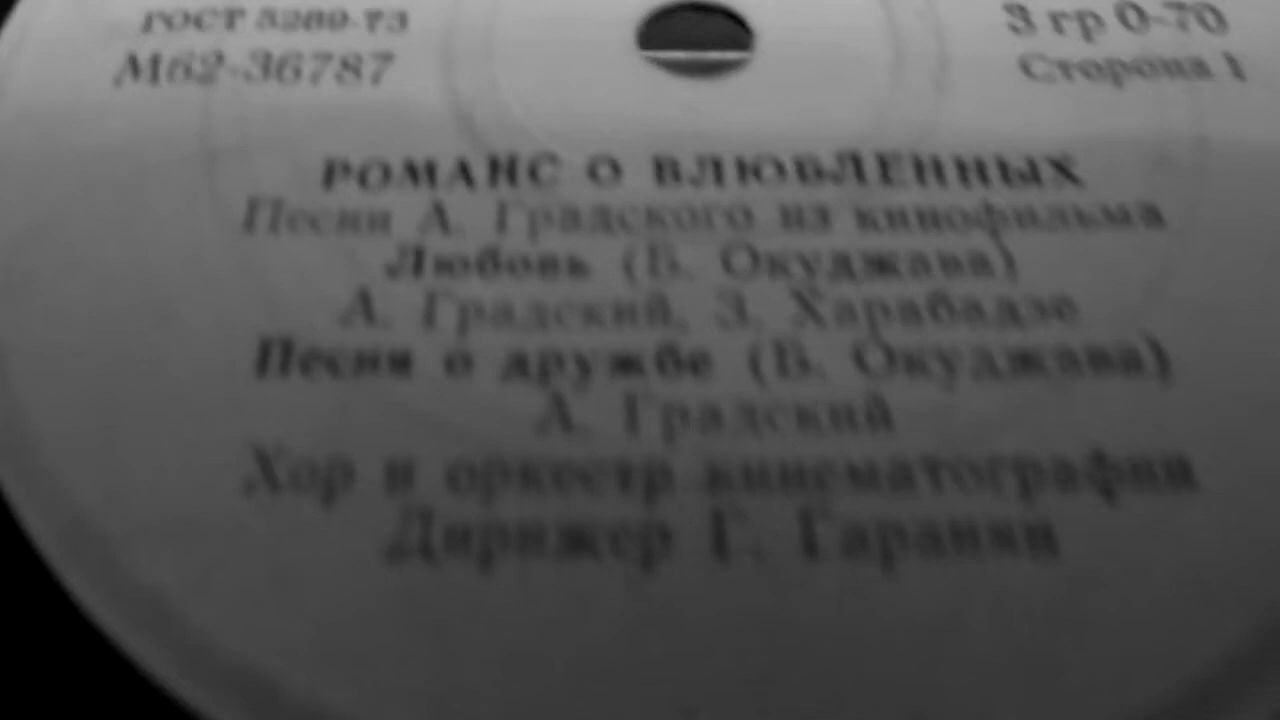 ГОСТ 5289-73
М62-36787
3 гр 0-70
Сторона 1
РОМАНС О ВЛЮБЛЕННЫХ
Песни А. Градского из кинофильма
Любовь (Б. Окуджава)
А. Градский, З. Харабадзе
Песня о дружбе (Б. Окуджава)
А. Градский
Хор и оркестр кинематографии
Дирижер Г. Гаранян